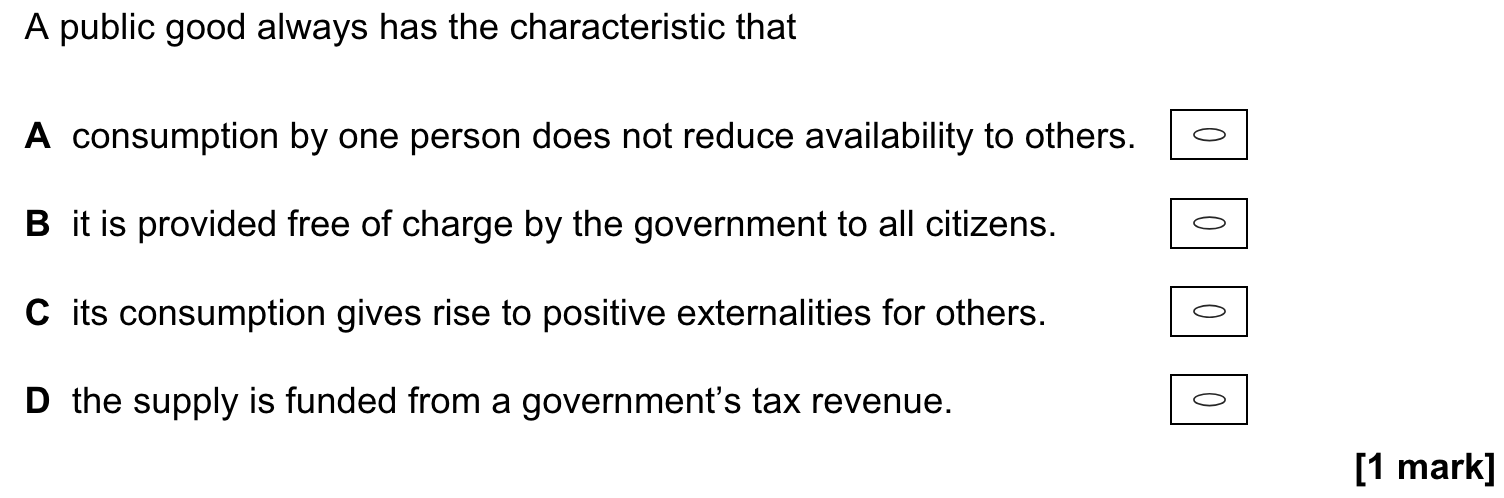 A public good always has the characteristic that
A consumption by one person does not reduce availability to others.
B it is provided free of charge by the government to all citizens.
C its consumption gives rise to positive externalities for others.
D the supply is funded from a government’s tax revenue.
[1 mark]